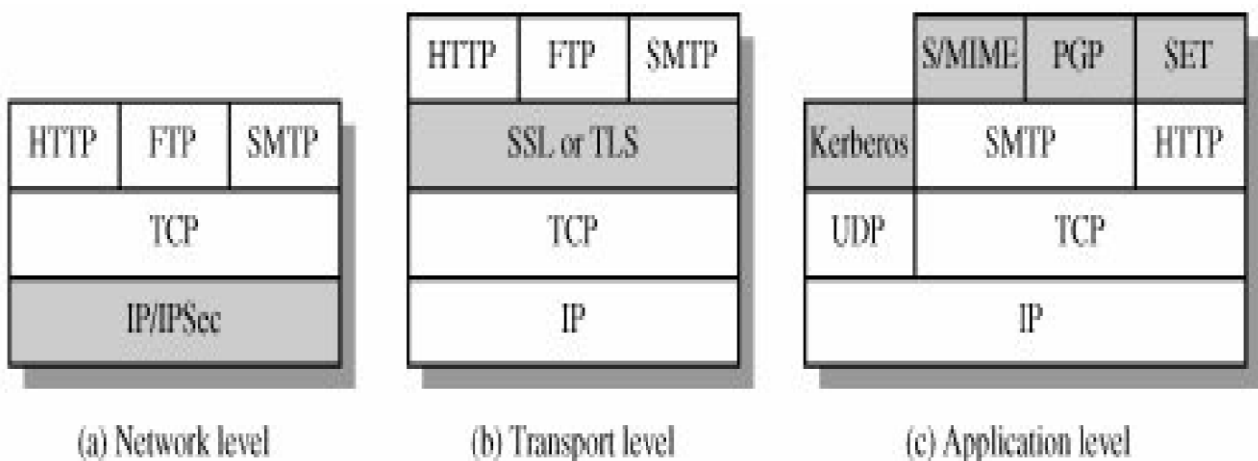 HTTP FTP SMTP
TCP
IP/IPSec
(a) Network level
HTTP FTP SMTP
SSL or TLS
TCP
IP
(b) Transport level
S/MIME PGP SET
Kerberos SMTP HTTP
UDP TCP
IP
(c) Application level